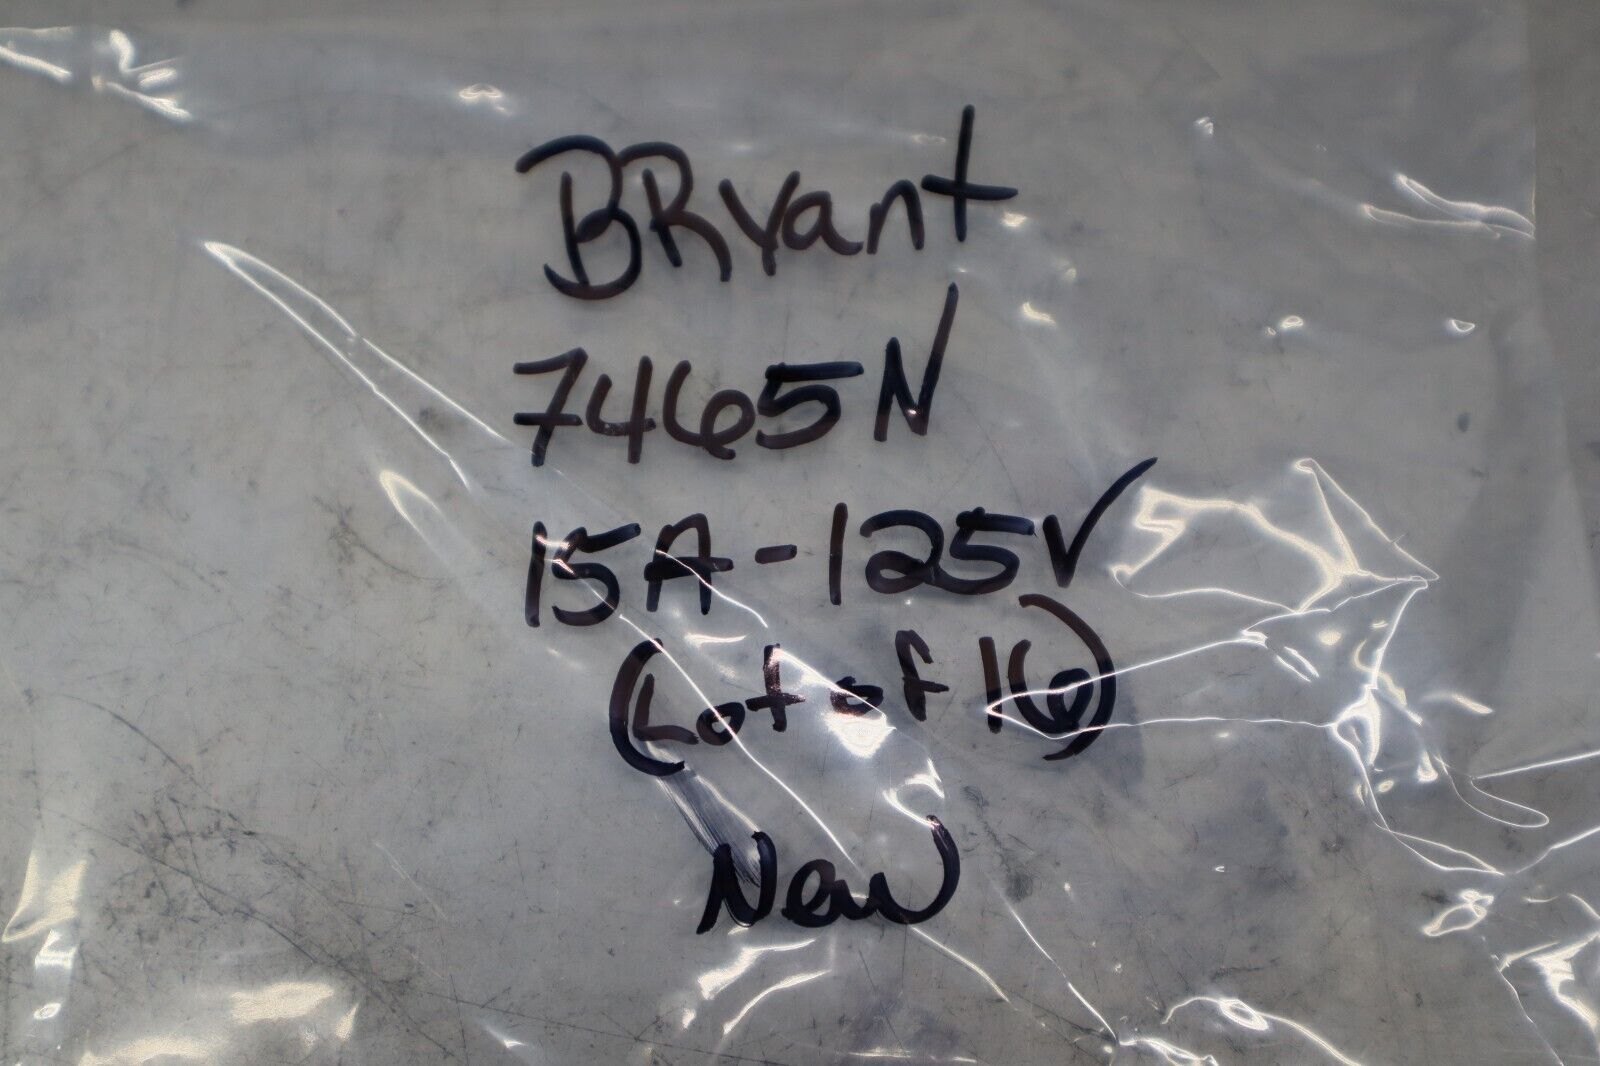 BRyant
7465N
15A-125V
(Lot of 16)
New